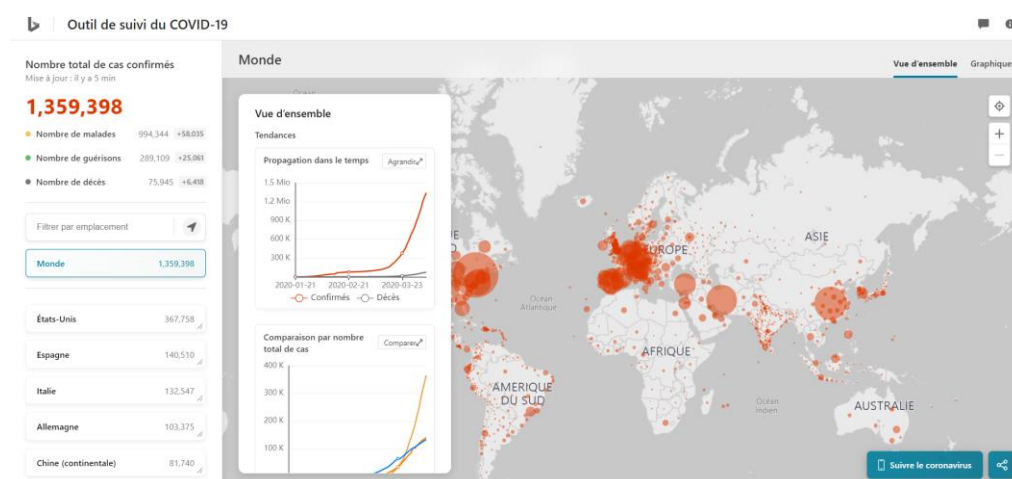 Outil de suivi du COVID-19
Nombre total de cas confirmés
Mise à jour : il y a 5 min
1,359,398
Nombre de malades 994,344 +58,035
Nombre de guérisons 289,109 +25,061
Nombre de décès 75,945 +6,418
Filtrer par emplacement
Monde 1,359,398
États-Unis 367,758
Espagne 140,510
Italie 132,547
Allemagne 103,375
Chine (continentale) 81,740
Monde
Vue d'ensemble Graphiques
Vue d'ensemble
Tendances
Propagation dans le temps Agrandir
1.5 Mio
1.2 Mio
900 K
600 K
300 K
2020-01-21 2020-02-21 2020-03-23
Confirmés Décès
Comparaison par nombre
total de cas
Comparer
400 K
300 K
200 K
100 K
EUROPE
ASIE
Océan
Atlantique
AFRIQUE
AMERIQUE
DU SUD
Océan
Indien
AUSTRALIE
Suivre le coronavirus